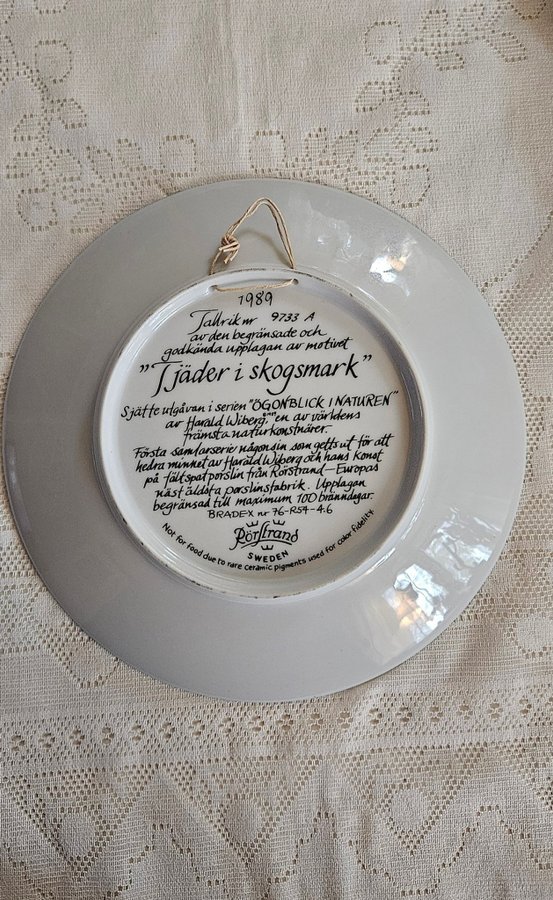 1989
Tallrik nr 9733 A
av den begränsade och
godkända upplagan av motivet
"Tjäder i skogsmark"
Sjätte utgåvan i serien "ÖGONBLICK I NATUREN"
av Harald Wiberg, en av världens
främsta naturkonstnärer.
Första samlarserie någonsin som getts ut för att
hedra minnet av Harald Wiberg och hans konst
på fältspatporslin från Rörstrand—Europas
näst äldsta porslinsfabrik. Upplagan
begränsad till maximum 100 bränndagar.
BRADEX nr 76-R54-4.6
Rörstrand
SWEDEN
Not for food due to rare ceramic pigments used for color fidelity.